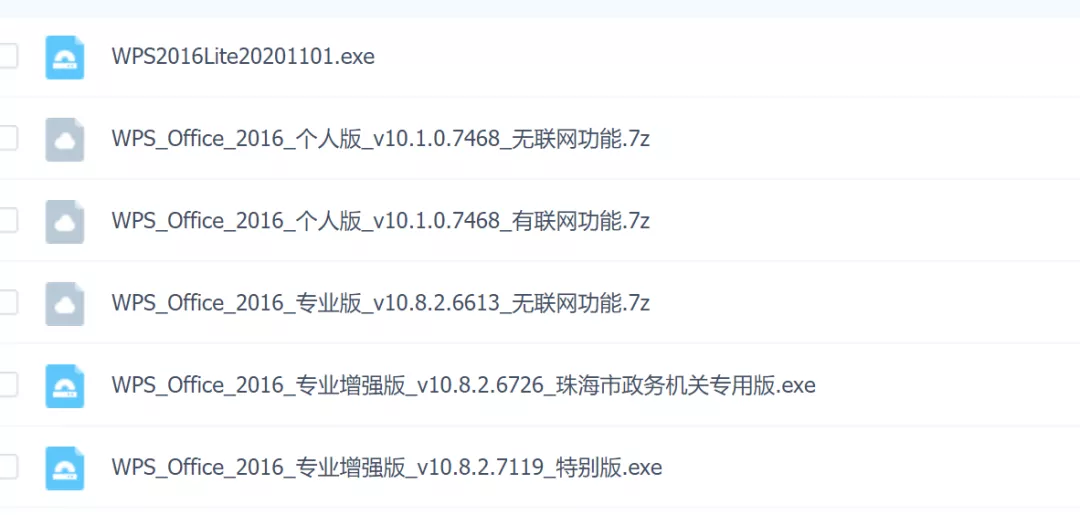 WPS2016Lite20201101.exe
WPS_Office_2016_个人版_v10.1.0.7468_无联网功能.7z
WPS_Office_2016_个人版_v10.1.0.7468_有联网功能.7z
WPS_Office_2016_专业版_v10.8.2.6613_无联网功能.7z
WPS_Office_2016_专业增强版_v10.8.2.6726_珠海市政务机关专用版.exe
WPS_Office_2016_专业增强版_v10.8.2.7119_特别版.exe